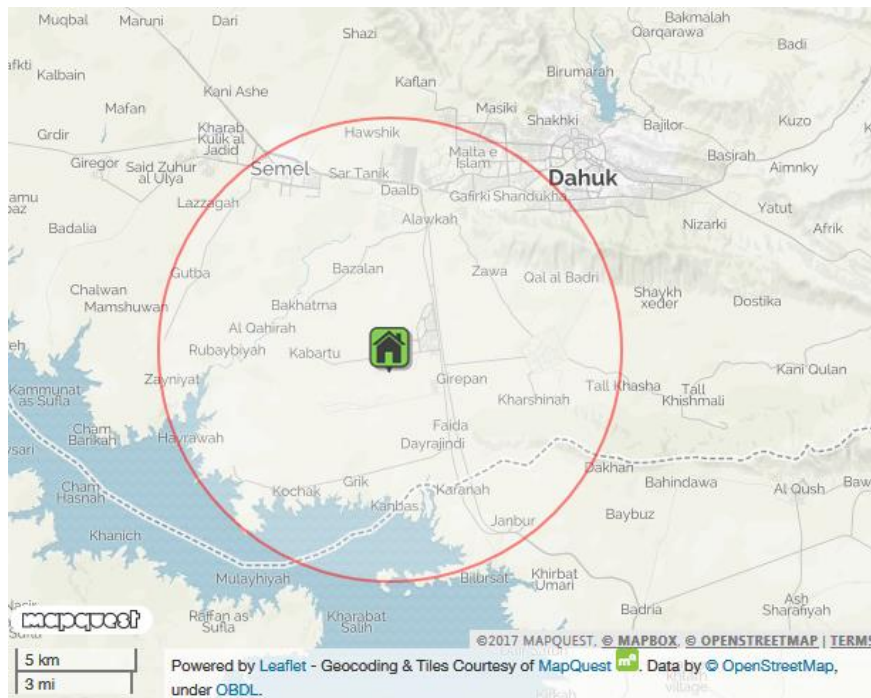 Muqbal
Maruni
Dari
Bakmalah
Qarqarawa
Shazi
Badi
Kalbain
Kani Ashe
Kaflan
Birumarah
Mafan
Masiki
Shakhki
Kuzo
Grdir
Kharab
Kulik al
Jadid
Hawshik
Bajilor
Giregor
Said Zuhur
al Ulya
Semel
Sar Tanik
Malta e
Islam
Basirah
Aimnky
Dahuk
Daalb
Gafirki Shandukha
Lazzagah
Yatut
Badalia
Alawkah
Nizarki
Afrik
Gutba
Bazalan
Zawa
Qal al Badri
Chalwan
Shaykh
xeder
Mamshuwan
Bakhatma
Dostika
Al Qahirah
Rubaybiyah
Kabartu
Zayniyat
Girepan
Kani Qulan
Kammunat
as Sufla
Tall Khasha
Tall
Khishmali
Kharshinah
Cham
Barikah
Hayrawah
Faida
Dayrajindi
Dakhan
Cham
Hasnah
Kochak
Grik
Karanah
Bahindawa
Al Qush
Kanbas
Khanich
Janbur
Baybuz
Mulayhiyah
Bilbrsat
Khirbat
Umari
Raffan as
Sufla
Kharabat
Salih
Badria
Ash
Sharafiyah
mapquest
©2017 MAPQUEST, © MAPBOX, © OPENSTREETMAP | TERMS
5 km
3 mi
Powered by Leaflet - Geocoding & Tiles Courtesy of MapQuest mq. Data by © OpenStreetMap,
under ODBL.